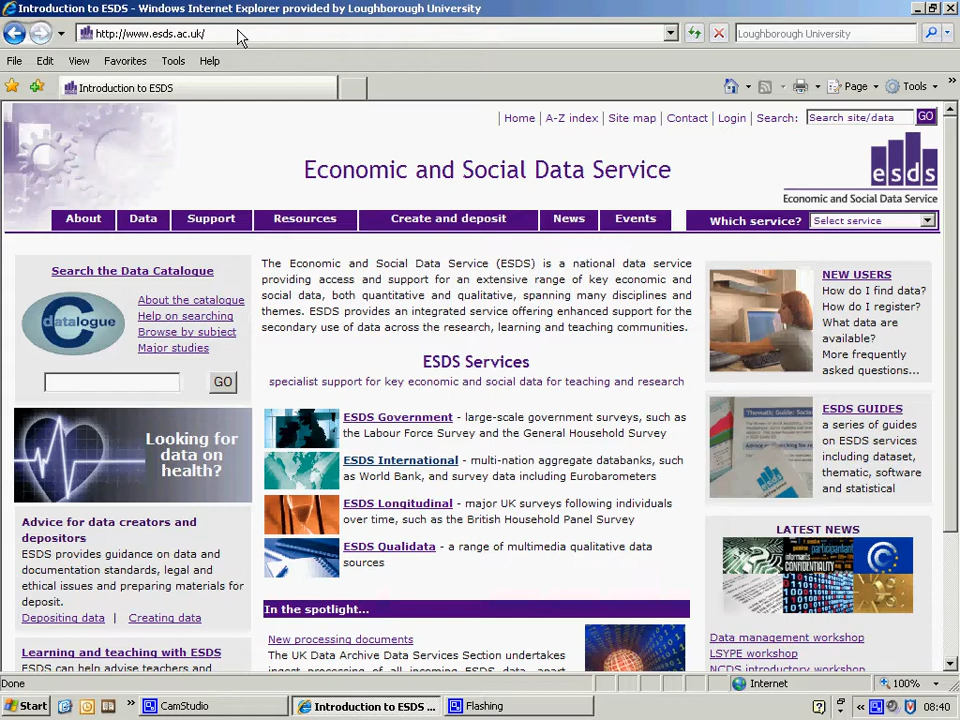 Introduction to ESDS - Windows Internet Explorer provided by Loughborough University
http://www.esds.ac.uk/
Loughborough University
File Edit View Favorites Tools Help
Introduction to ESDS
Page Tools
Home | A-Z index | Site map | Contact | Login | Search: Search site/data GO
Economic and Social Data Service
esds
Economic and Social Data Service
About Data Support Resources Create and deposit News Events Which service? Select service
Search the Data Catalogue
Catalogue
About the catalogue
Help on searching
Browse by subject
Major studies
GO
Looking for
data on
health?
Advice for data creators and
depositors
ESDS provides guidance on data and
documentation standards, legal and
ethical issues and preparing materials for
deposit.
Depositing data | Creating data
Learning and teaching with ESDS
ESDS can help advise teachers and
The Economic and Social Data Service (ESDS) is a national data service
providing access and support for an extensive range of key economic and
social data, both quantitative and qualitative, spanning many disciplines and
themes. ESDS provides an integrated service offering enhanced support for the
secondary use of data across the research, learning and teaching communities.
ESDS Services
specialist support for key economic and social data for teaching and research
ESDS Government - large-scale government surveys, such as
the Labour Force Survey and the General Household Survey
ESDS International - multi-nation aggregate databanks, such
as World Bank, and survey data including Eurobarometers
ESDS Longitudinal - major UK surveys following individuals
over time, such as the British Household Panel Survey
ESDS Qualidata - a range of multimedia qualitative data
sources
In the spotlight...
New processing documents
The UK Data Archive Data Services Section undertakes
ingest processing of all incoming ESDS data, apart
NEW USERS
How do I find data?
How do I register?
What data are
available?
More frequently
asked questions...
ESDS GUIDES
a series of guides
on ESDS services
including dataset,
thematic, software
and statistical
LATEST NEWS
CONFIDENTIALITY
Data management workshop
LSYPE workshop
NCDS introductory workshop
Done Internet 100%
Start CamStudio Introduction to ESDS ... Flashing 08:40